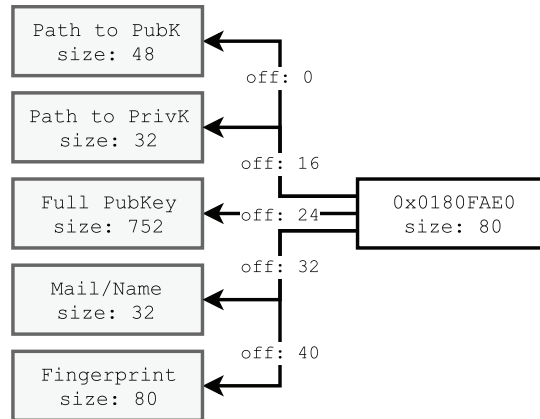 Path to PubK
size: 48
off: 0
Path to PrivK
size: 32
off: 16
Full PubKey
size: 752
off: 24
0x0180FAE0
size: 80
off: 32
Mail/Name
size: 32
off: 40
Fingerprint
size: 80